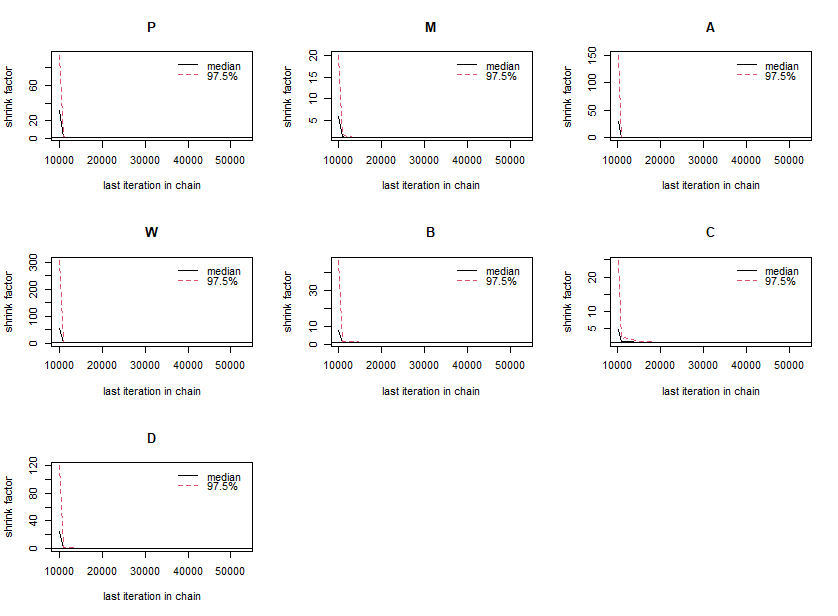 P
shrink factor
0 20 60
median
97.5%
10000 20000 30000 40000 50000
last iteration in chain
M
shrink factor
5 10 15 20
median
97.5%
10000 20000 30000 40000 50000
last iteration in chain
A
shrink factor
0 50 100 150
median
97.5%
10000 20000 30000 40000 50000
last iteration in chain
W
shrink factor
0 100 200 300
median
97.5%
10000 20000 30000 40000 50000
last iteration in chain
B
shrink factor
0 10 30
median
97.5%
10000 20000 30000 40000 50000
last iteration in chain
C
shrink factor
5 10 20
median
97.5%
10000 20000 30000 40000 50000
last iteration in chain
D
shrink factor
0 40 80 120
median
97.5%
10000 20000 30000 40000 50000
last iteration in chain